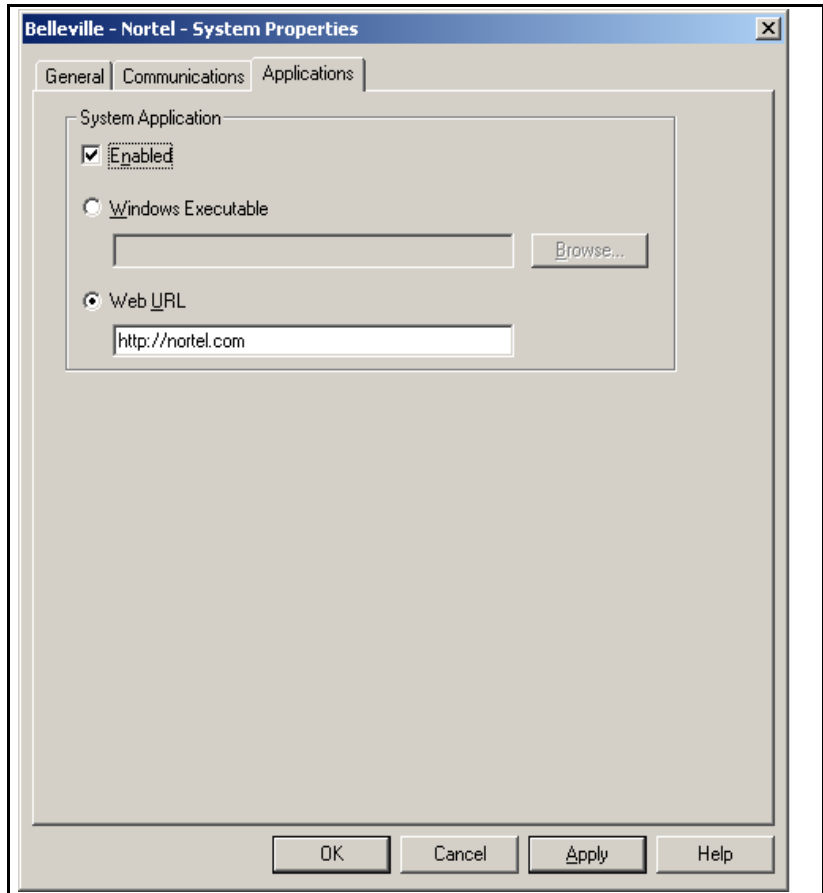 Belleville - Nortel - System Properties
General Communications Applications
System Application
Enabled
Windows Executable
Browse...
Web URL
http://nortel.com
OK Cancel Apply Help